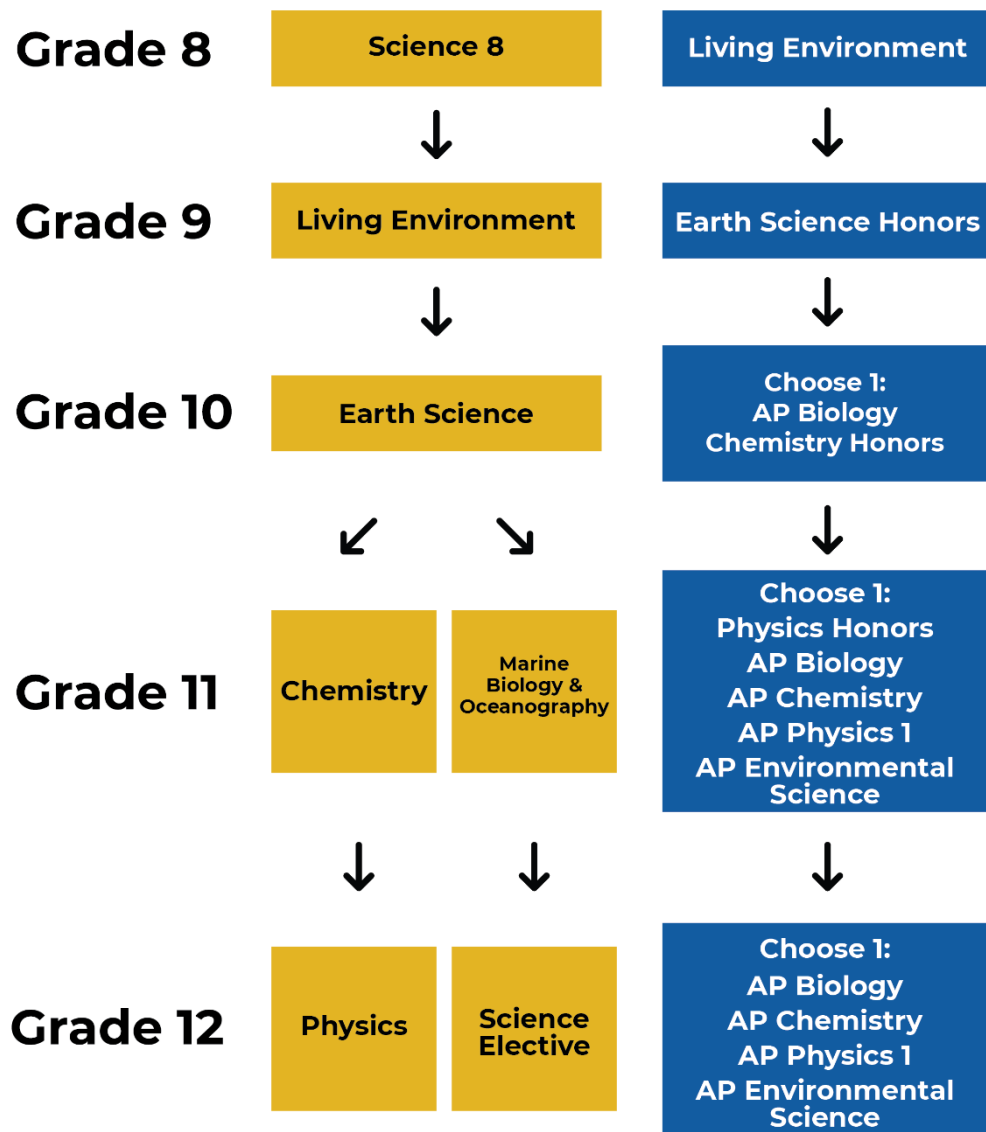 Grade 8
Science 8
Living Environment
Grade 9
Living Environment
Earth Science Honors
Grade 10
Earth Science
Choose 1:
AP Biology
Chemistry Honors
Grade 11
Chemistry
Marine
Biology &
Oceanography
Choose 1:
Physics Honors
AP Biology
AP Chemistry
AP Physics 1
AP Environmental
Science
Grade 12
Physics
Science
Elective
Choose 1:
AP Biology
AP Chemistry
AP Physics 1
AP Environmental
Science